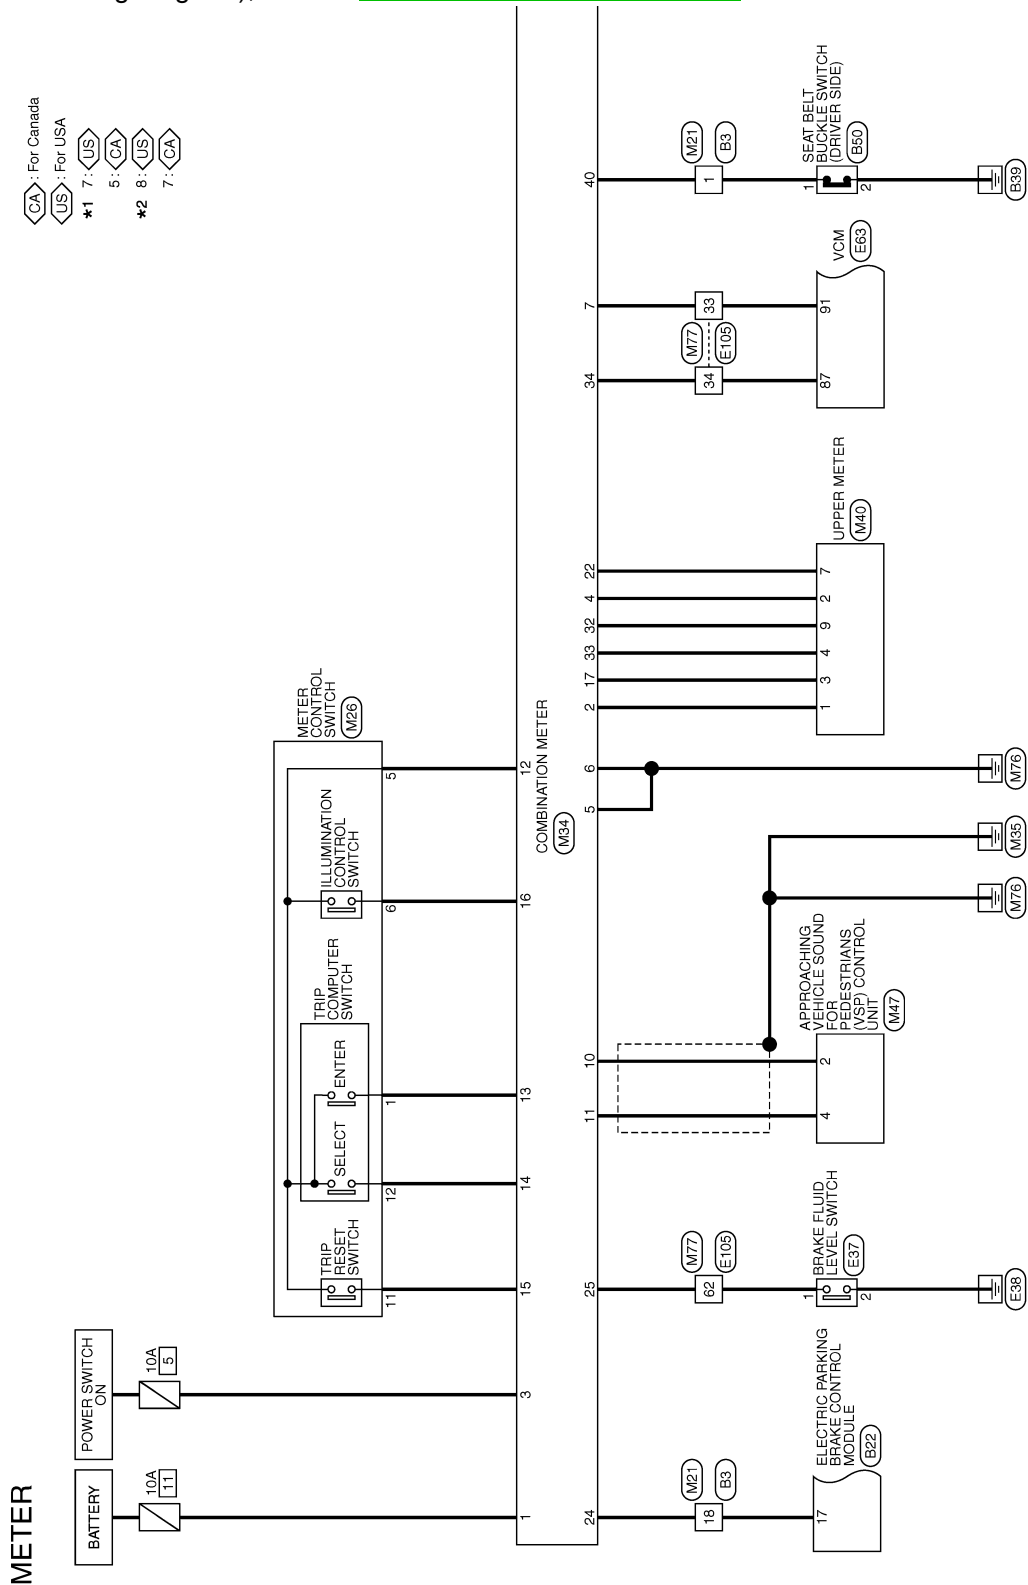 METER
CA : For Canada
US : For USA
*1 7: US
5: CA
*2 8: US
7: CA
BATTERY
10A
11
POWER SWITCH
ON
10A
5
METER
CONTROL
SWITCH
M26
TRIP
RESET
SWITCH
SELECT
ENTER
TRIP
COMPUTER
SWITCH
ILLUMINATION
CONTROL
SWITCH
11
12
1
6
5
1
3
15
14
13
16
12
COMBINATION METER
M34
24
25
11
10
5
6
2
17
33
32
4
22
34
7
40
M21
18
B3
17
ELECTRIC PARKING
BRAKE CONTROL
MODULE
B22
M77
62
E105
1
2
BRAKE FLUID
LEVEL SWITCH
E37
E38
4
2
APPROACHING
VEHICLE SOUND
FOR
PEDESTRIANS
(VSP) CONTROL
UNIT
M47
M76
M35
M76
1
3
4
9
2
7
UPPER METER
M40
M77
34
33
E105
87
91
VCM
E63
M21
1
B3
1
2
SEAT BELT
BUCKLE SWITCH
(DRIVER SIDE)
B50
B39